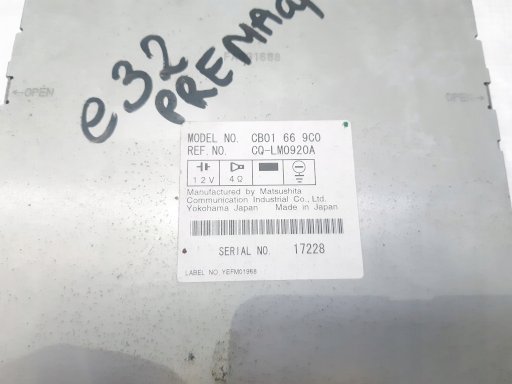 e32
PREMACY
←OPEN
OPEN→
MODEL NO. CB01 66 9C0
REF. NO. CQ-LM0920A
12V 4Ω
Manufactured by Matsushita
Communication Industrial Co., Ltd.
Yokohama Japan Made in Japan
SERIAL NO. 17228
LABEL NO. YEFM01968